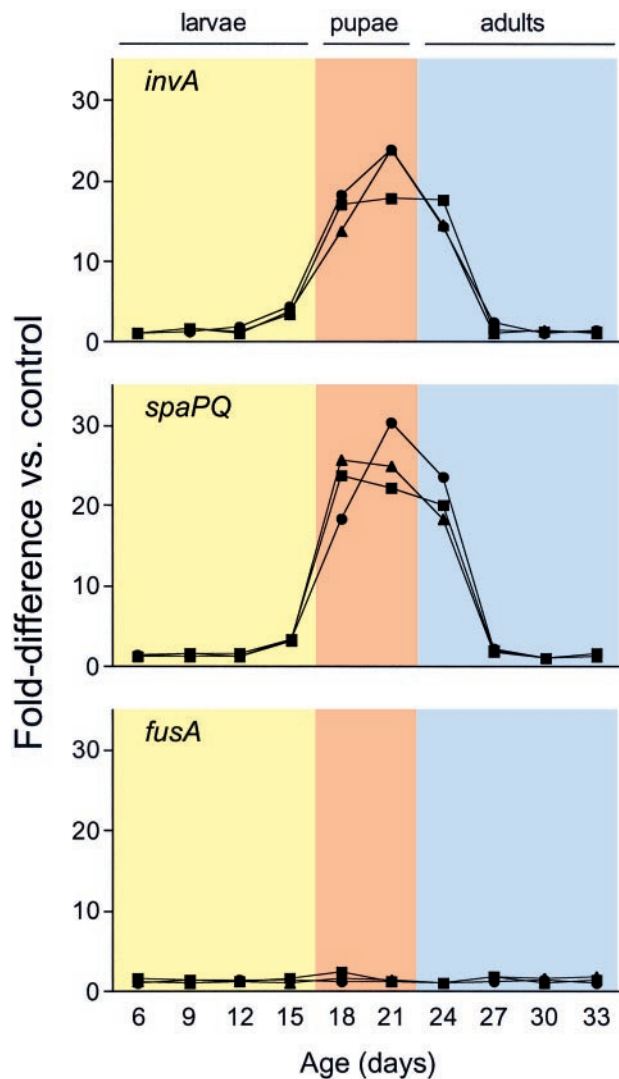 larvae pupae adults
invA
30
20
10
0
spaPQ
30
20
10
0
Fold-difference vs. control
fusA
30
20
10
0
6 9 12 15 18 21 24 27 30 33
Age (days)